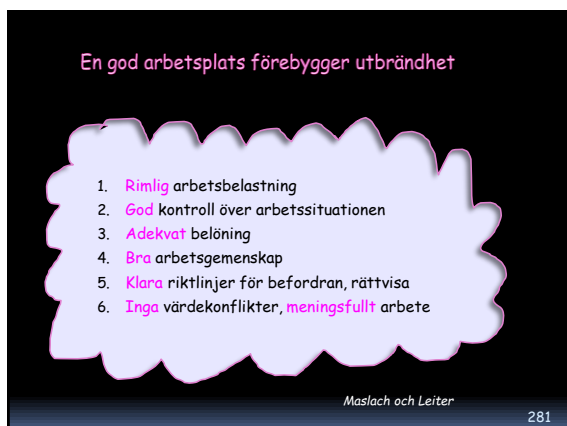 En god arbetsplats förebygger utbrändhet
1. Rimlig arbetsbelastning
2. God kontroll över arbetssituationen
3. Adekvat belöning
4. Bra arbetsgemenskap
5. Klara riktlinjer för befordran, rättvisa
6. Inga värdekonflikter, meningsfullt arbete
Maslach och Leiter
281